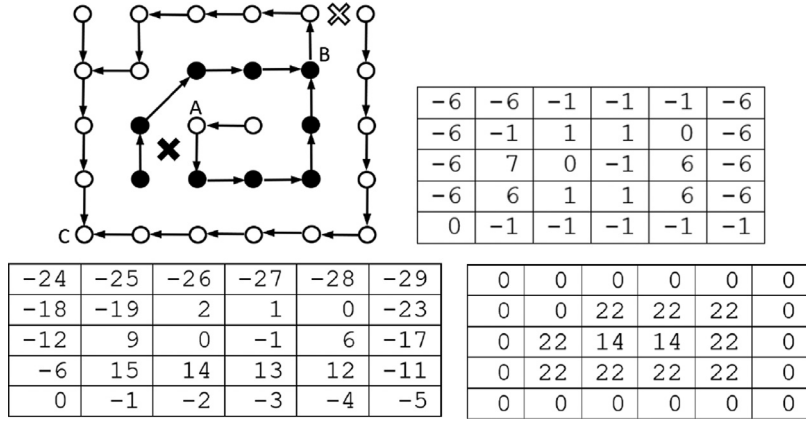 B
A
C
-6 -6 -1 -1 -1 -6
-6 -1 1 1 0 -6
-6 7 0 -1 6 -6
-6 6 1 1 6 -6
0 -1 -1 -1 -1 -1
-24 -25 -26 -27 -28 -29
-18 -19 2 1 0 -23
-12 9 0 -1 6 -17
-6 15 14 13 12 -11
0 -1 -2 -3 -4 -5
0 0 0 0 0 0
0 0 22 22 22 0
0 22 14 14 22 0
0 22 22 22 22 0
0 0 0 0 0 0